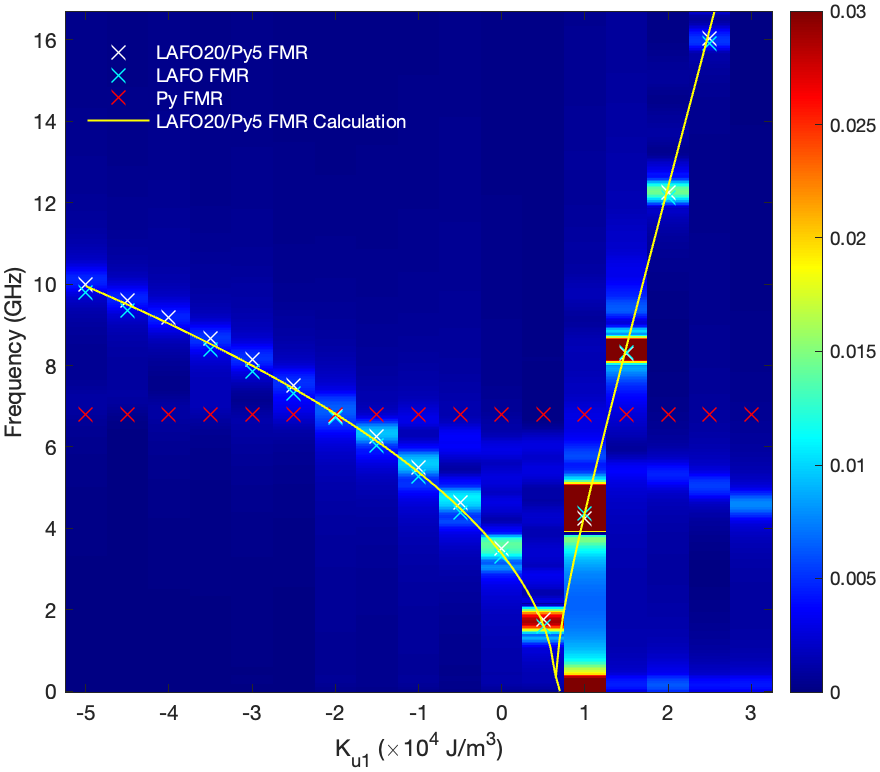 LAFO20/Py5 FMR
LAFO FMR
Py FMR
LAFO20/Py5 FMR Calculation
Frequency (GHz)
16
14
12
10
8
6
4
2
0
-5 -4 -3 -2 -1 0 1 2 3
K_u1 (×10^4 J/m^3)
0.03
0.025
0.02
0.015
0.01
0.005
0